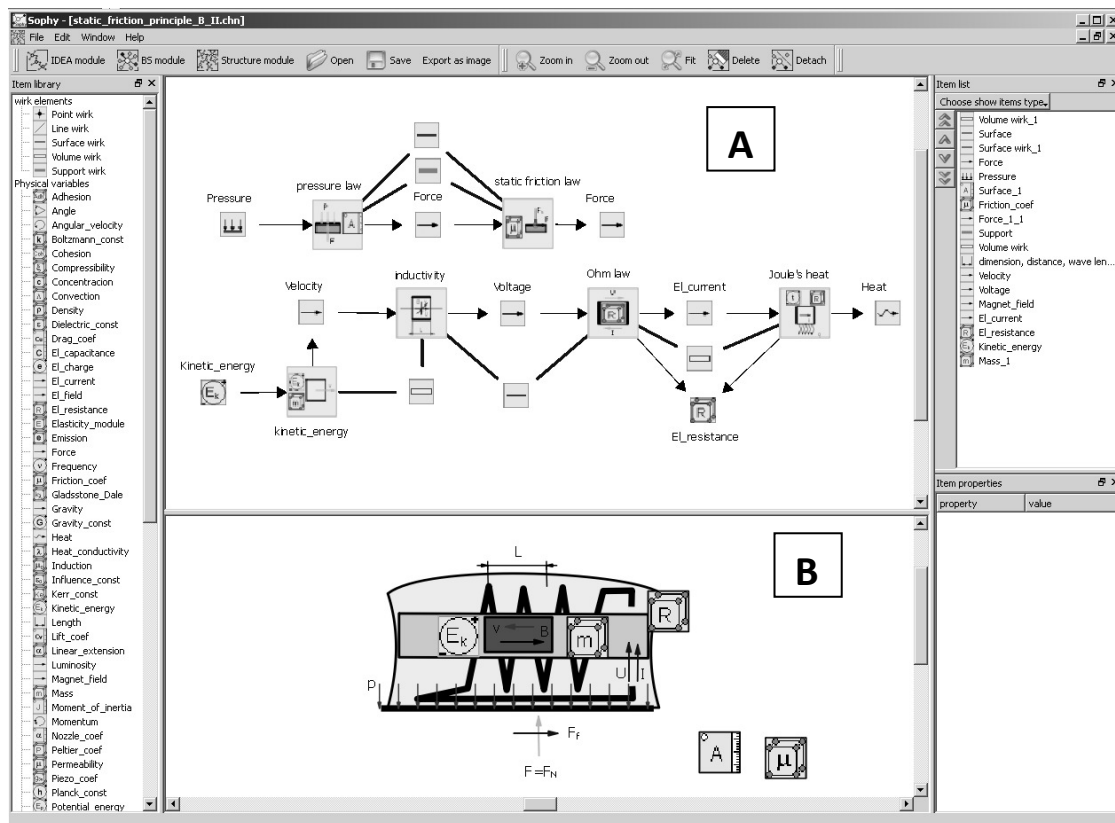 Sophy - [static_friction_principle_B_II.chn]
File Edit Window Help
IDEA module BS module Structure module Open Save Export as image Zoom in Zoom out Fit Delete Detach
Item library
wirk elements
Point wirk
Line wirk
Surface wirk
Volume wirk
Support wirk
Physical variables
Adhesion
Angle
Angular_velocity
Boltzmann_const
Cohesion
Compressibility
Concentracion
Convection
Density
Dielectric_const
Drag_coef
El_capacitance
El_charge
El_current
El_field
El_resistance
Elasticity_module
Emission
Force
Frequency
Friction_coef
Gladsstone_Dale
Gravity
Gravity_const
Heat
Heat_conductivity
Induction
Influence_const
Kerr_const
Kinetic_energy
Length
Lift_coef
Linear_extension
Luminosity
Magnet_field
Mass
Moment_of_inertia
Momentum
Nozzle_coef
Peltier_coef
Permeability
Piezo_coef
Planck_const
Potential_energy
A
pressure law
static friction law
Pressure
Force
Force
Velocity
inductivity
Voltage
Ohm law
El_current
Joule's heat
Heat
Kinetic_energy
kinetic_energy
El_resistance
B
L
R
Ek
v
B
m
U I
p
Ff
F=FN
A
μ
Item list
Choose show items type
Volume wirk_1
Surface
Surface wirk_1
Force
Pressure
Surface_1
Friction_coef
Force_1_1
Support
Volume wirk
dimension, distance, wave len...
Velocity
Voltage
Magnet_field
El_current
El_resistance
Kinetic_energy
Mass_1
Item properties
property value